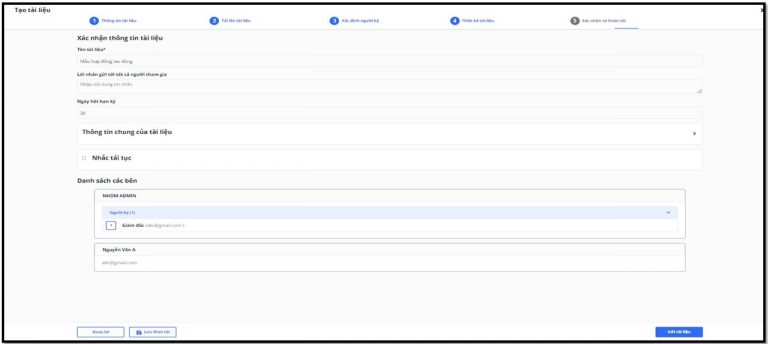 Tạo tài liệu
1 Thông tin tài liệu
2 Tải lên tài liệu
3 Xác định người ký
4 Thiết kế tài liệu
5 Xác nhận và hoàn tất
Xác nhận thông tin tài liệu
Tên tài liệu*
Mẫu hợp đồng lao động
Lời nhắn gửi tới tất cả người tham gia
Nhập nội dung tin nhắn
Ngày hết hạn ký
30
Thông tin chung của tài liệu
Nhắc tái tục
Danh sách các bên
NHÓM ADMIN
Người ký (1)
1 Giám đốc (abc@gmail.com )
Nguyễn Văn A
abc@gmail.com
Quay lại
Lưu thao tác
Gửi tài liệu